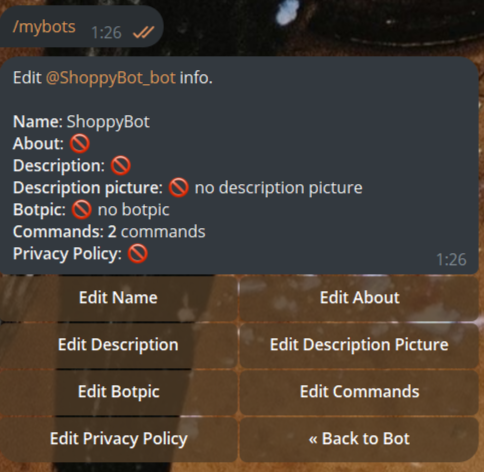 /mybots 1:26
Edit @ShoppyBot_bot info.
Name: ShoppyBot
About: 🚫
Description: 🚫
Description picture: 🚫 no description picture
Botpic: 🚫 no botpic
Commands: 2 commands
Privacy Policy: 🚫
1:26
Edit Name
Edit About
Edit Description
Edit Description Picture
Edit Botpic
Edit Commands
Edit Privacy Policy
« Back to Bot